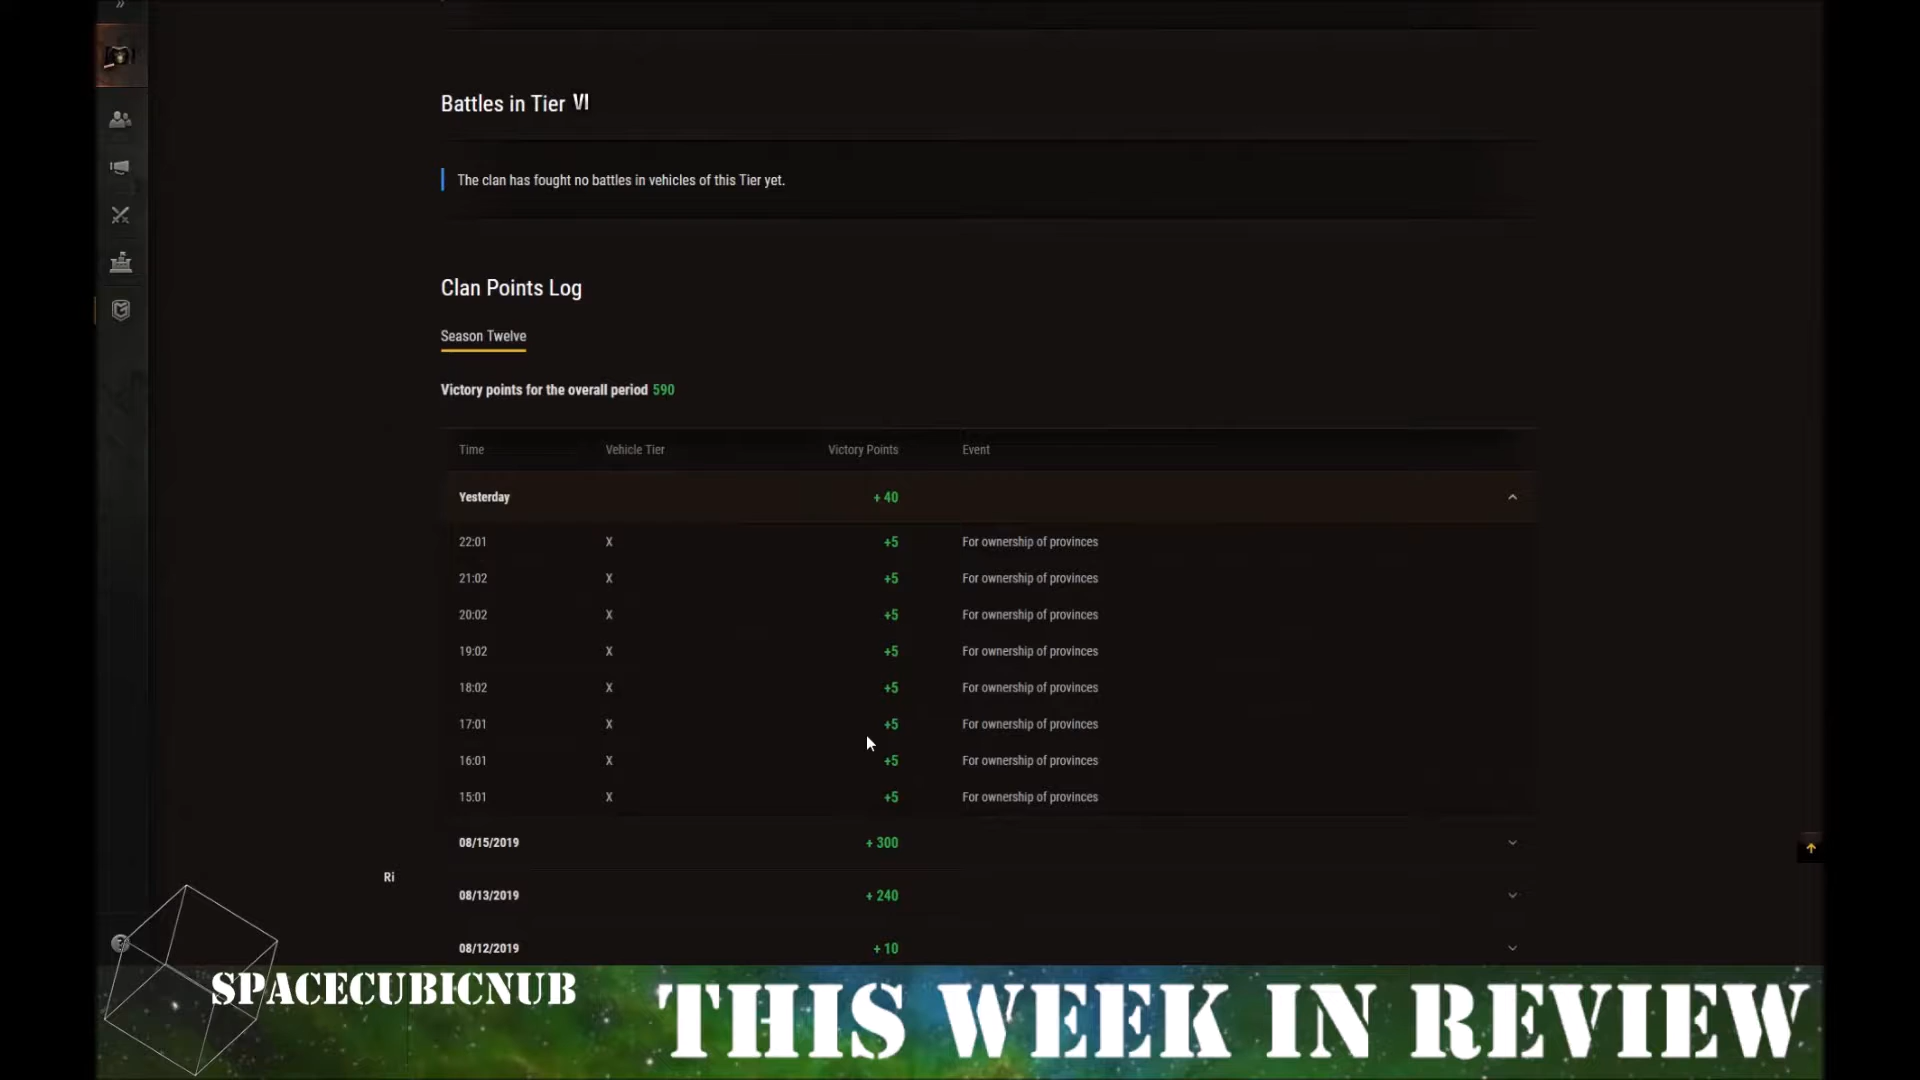 »
Battles in Tier VI
The clan has fought no battles in vehicles of this Tier yet.
Clan Points Log
Season Twelve
Victory points for the overall period 590
Time Vehicle Tier Victory Points Event
Yesterday + 40
22:01 X +5 For ownership of provinces
21:02 X +5 For ownership of provinces
20:02 X +5 For ownership of provinces
19:02 X +5 For ownership of provinces
18:02 X +5 For ownership of provinces
17:01 X +5 For ownership of provinces
16:01 X +5 For ownership of provinces
15:01 X +5 For ownership of provinces
08/15/2019 + 300
Ri
08/13/2019 + 240
08/12/2019 + 10
?
SPACECUBICNUB
THIS WEEK IN REVIEW